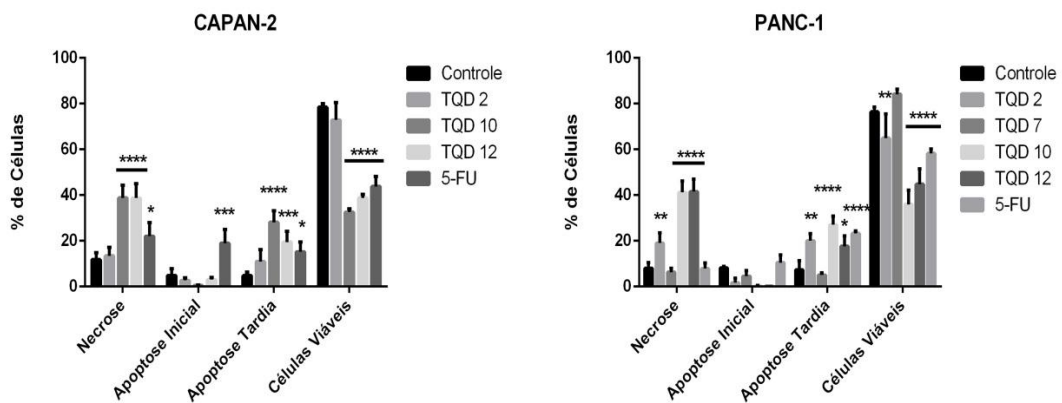 CAPAN-2
% de Células
100
80
60
40
20
0
****
*
***
****
***
*
****
Necrose
Apoptose Inicial
Apoptose Tardia
Células Viáveis
Controle
TQD 2
TQD 10
TQD 12
5-FU
PANC-1
% de Células
100
80
60
40
20
0
**
****
**
****
*
****
**
****
Necrose
Apoptose Inicial
Apoptose Tardia
Células Viáveis
Controle
TQD 2
TQD 7
TQD 10
TQD 12
5-FU